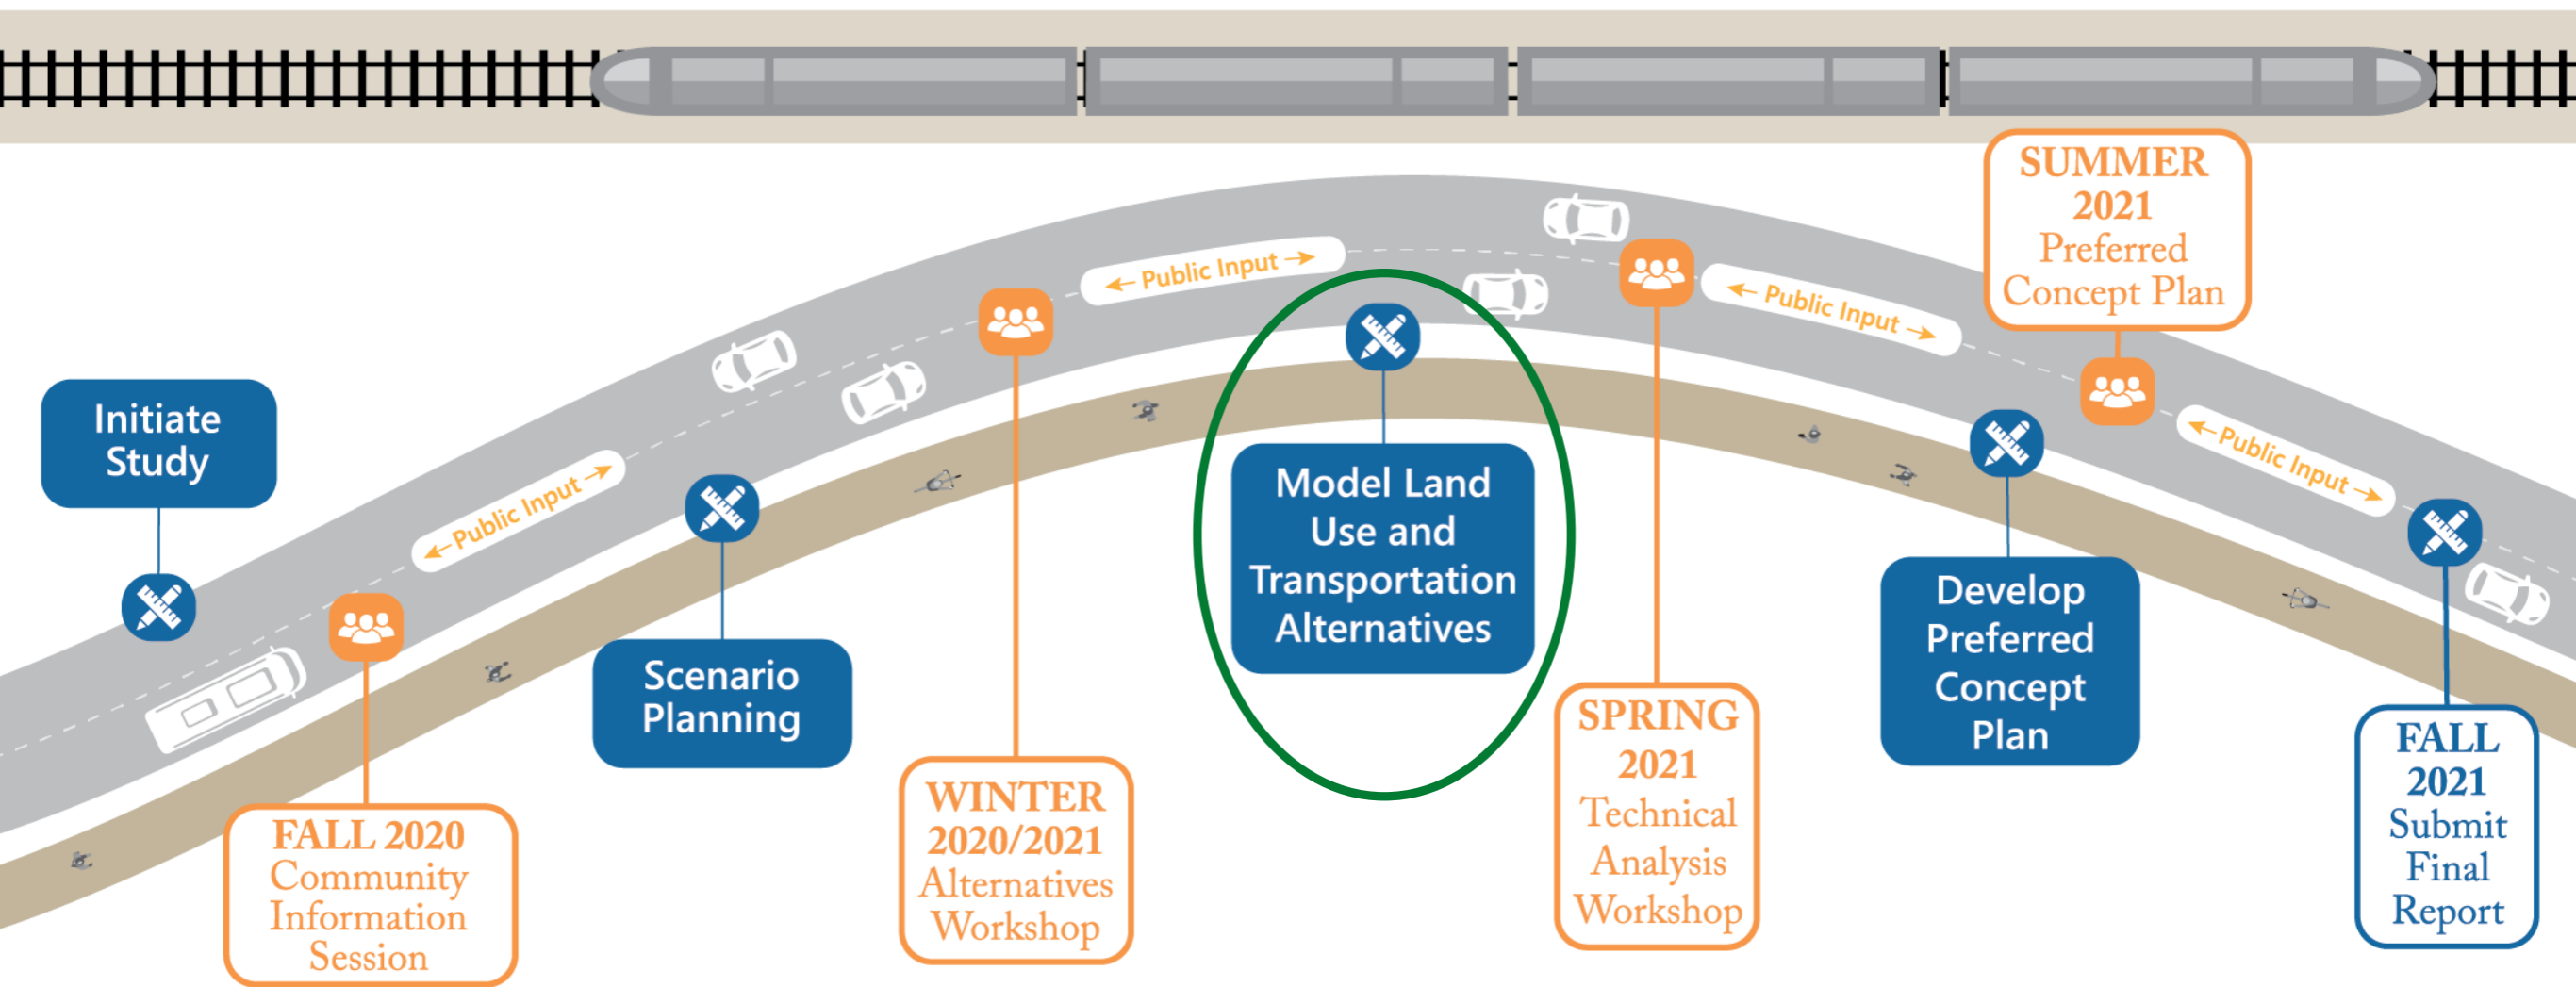 Initiate
Study
FALL 2020
Community
Information
Session
← Public Input →
Scenario
Planning
WINTER
2020/2021
Alternatives
Workshop
← Public Input →
Model Land
Use and
Transportation
Alternatives
SPRING
2021
Technical
Analysis
Workshop
← Public Input →
Develop
Preferred
Concept
Plan
SUMMER
2021
Preferred
Concept Plan
← Public Input →
FALL
2021
Submit
Final
Report